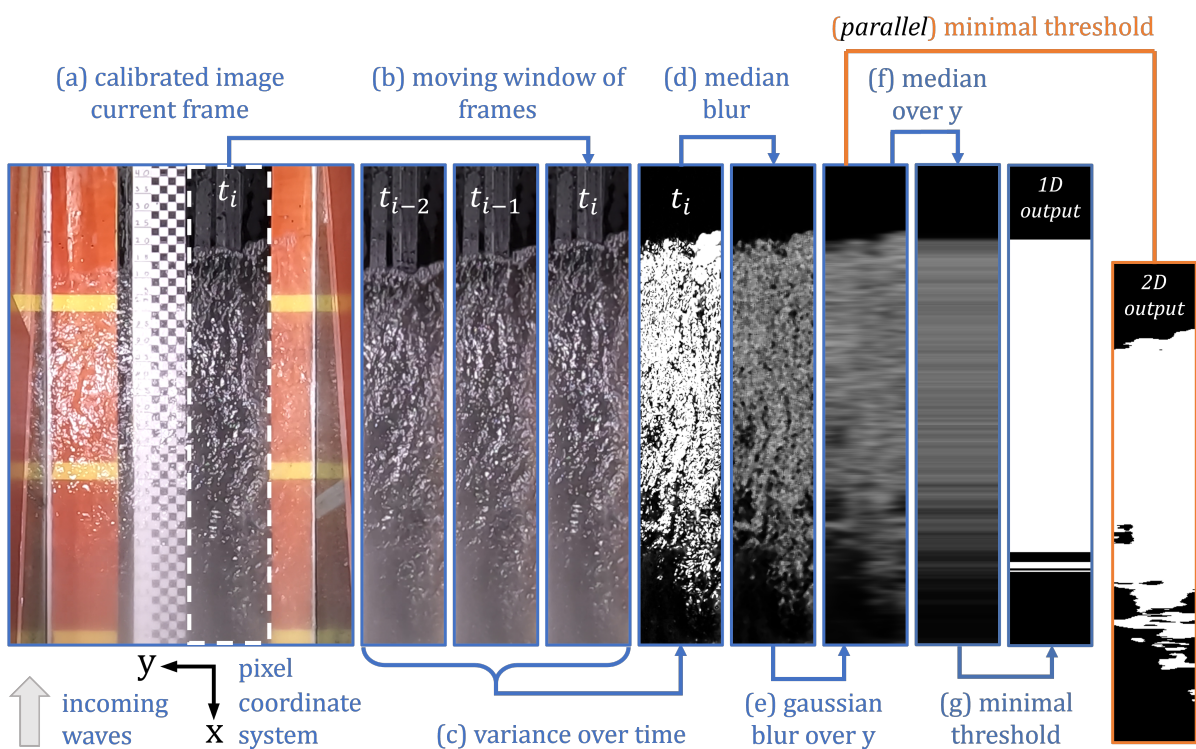 (parallel) minimal threshold
(a) calibrated image
current frame
(b) moving window of
frames
(d) median
blur
(f) median
over y
t_i
t_{i-2}
t_{i-1}
t_i
t_i
1D
output
2D
output
y
x
pixel
coordinate
system
incoming
waves
(c) variance over time
(e) gaussian
blur over y
(g) minimal
threshold